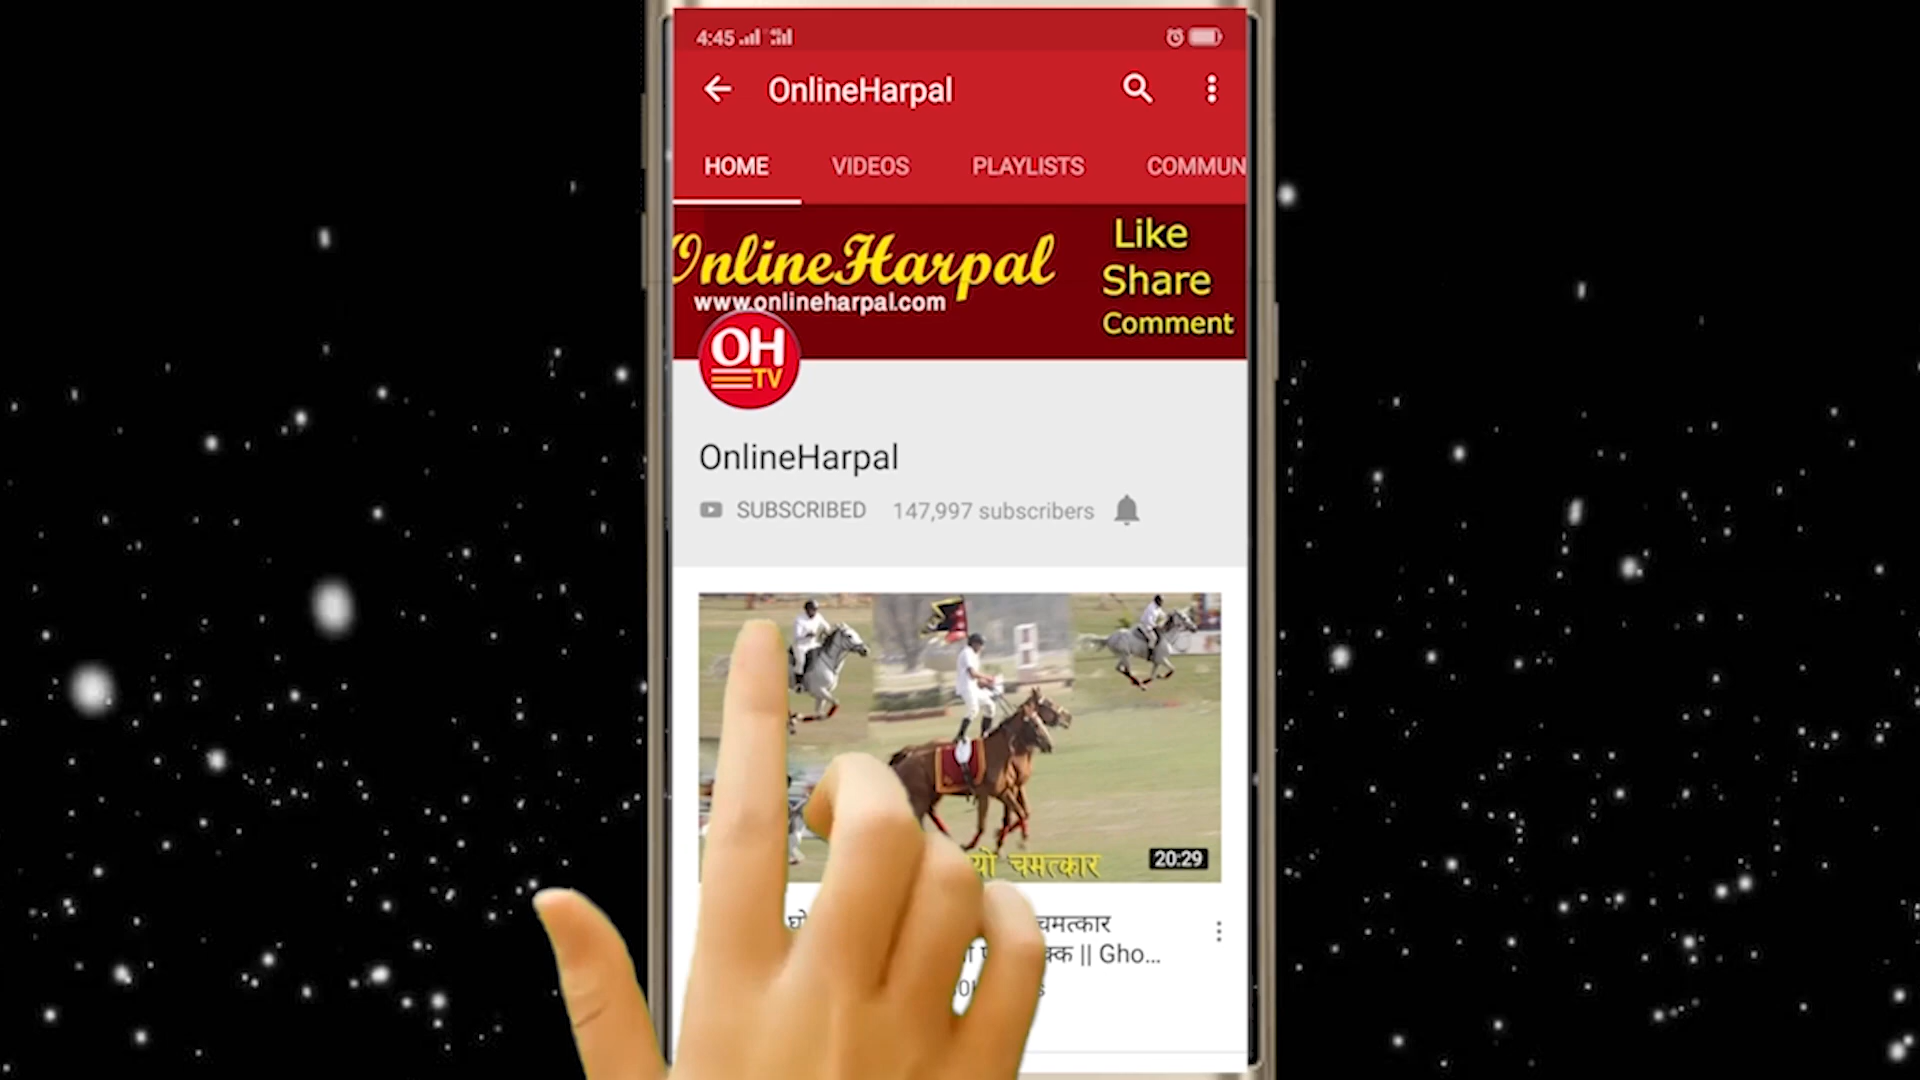 4:45
OnlineHarpal
HOME VIDEOS PLAYLISTS COMMUN
OnlineHarpal
www.onlineharpal.com
Like
Share
Comment
OH
TV
OnlineHarpal
SUBSCRIBED 147,997 subscribers
यो चमत्कार
20:29
चमत्कार
|| Gho...